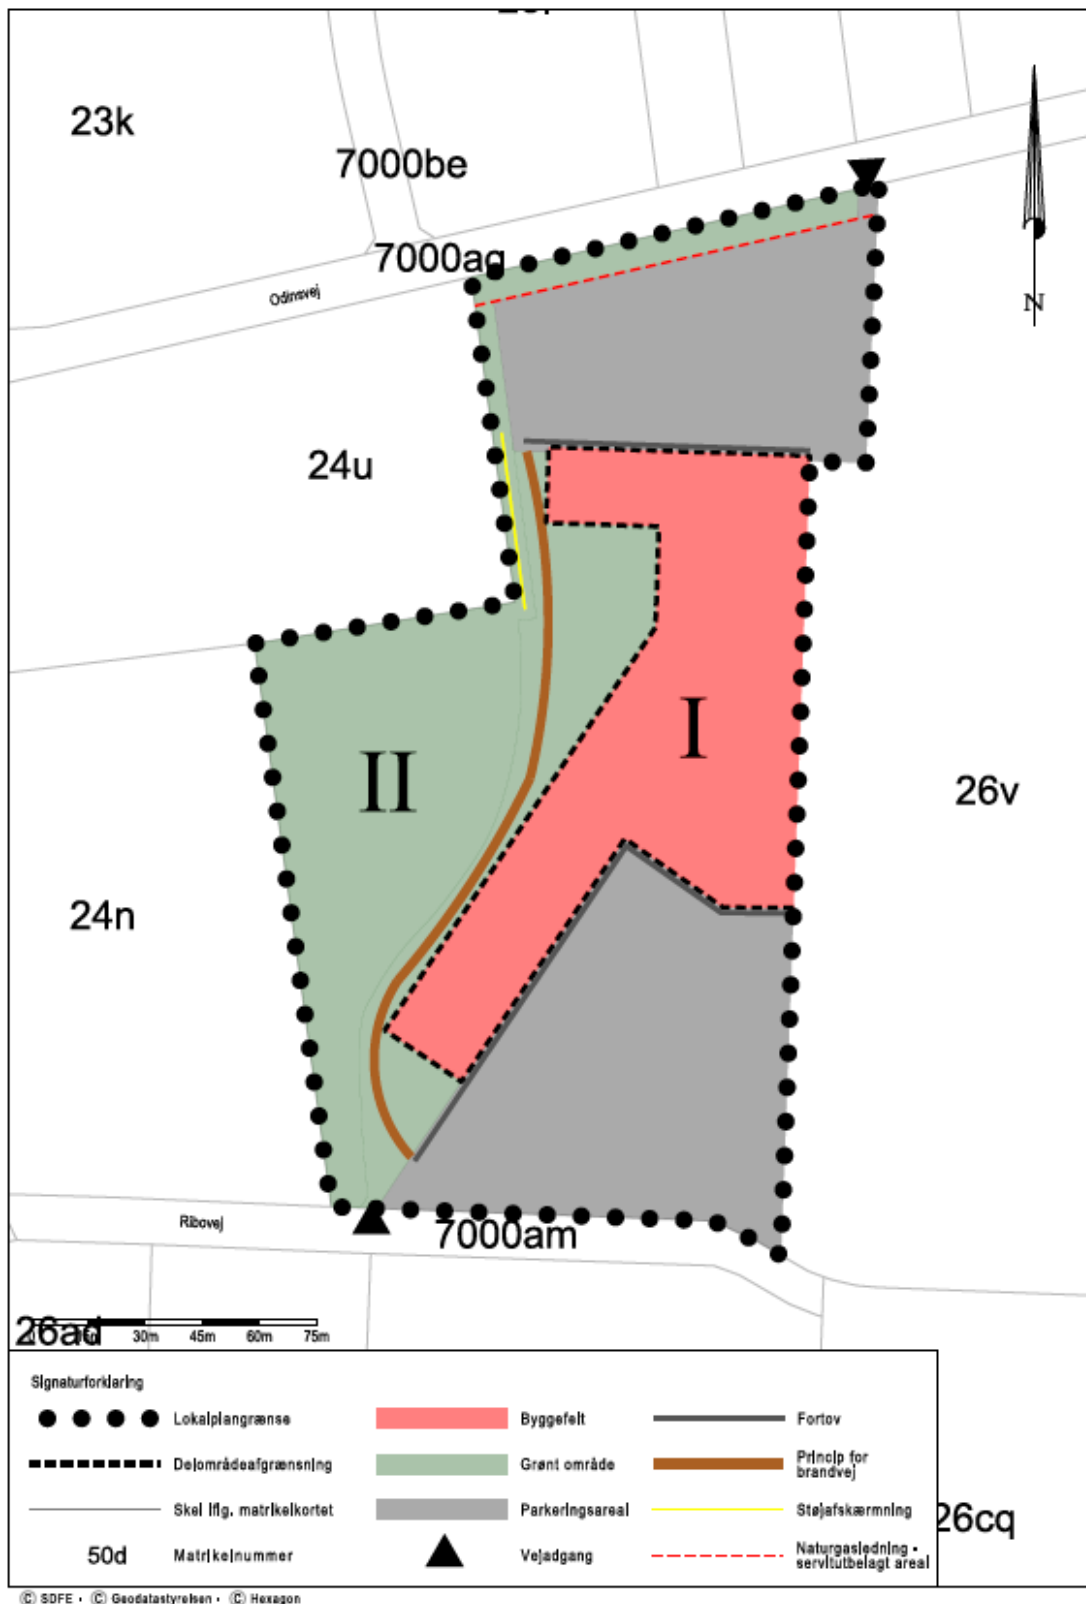 23k
7000be
7000ag
Odinsvej
N
24u
I
II
26v
24n
Ribovej
7000am
26ad
30m 45m 60m 75m
Signaturforklaring
Lokalplangrænse
Byggefelt
Fortov
Delområdeafgrænsning
Grønt område
Princip for
brandvej
Skel iflg. matrikelkortet
Parkeringsareal
Støjafskærmning
26cq
50d
Matrikelnummer
Vejadgang
Naturgasledning -
servitutbelagt areal
© SDFE - © Geodatastyrelsen - © Hexagon